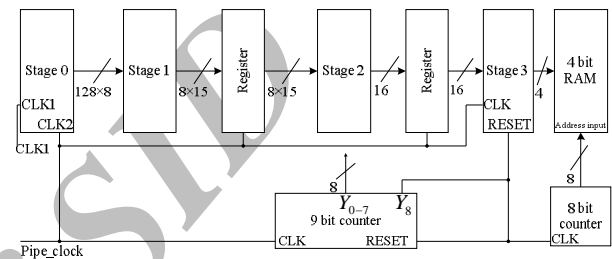 Stage 0
Stage 1
Register
Stage 2
Register
Stage 3
4 bit
RAM
128×8
8×15
8×15
16
16
4
CLK1
CLK2
CLK1
CLK
RESET
Address input
8
8
Y0–7
Y8
9 bit counter
CLK
RESET
8 bit
counter
CLK
Pipe_clock
SID